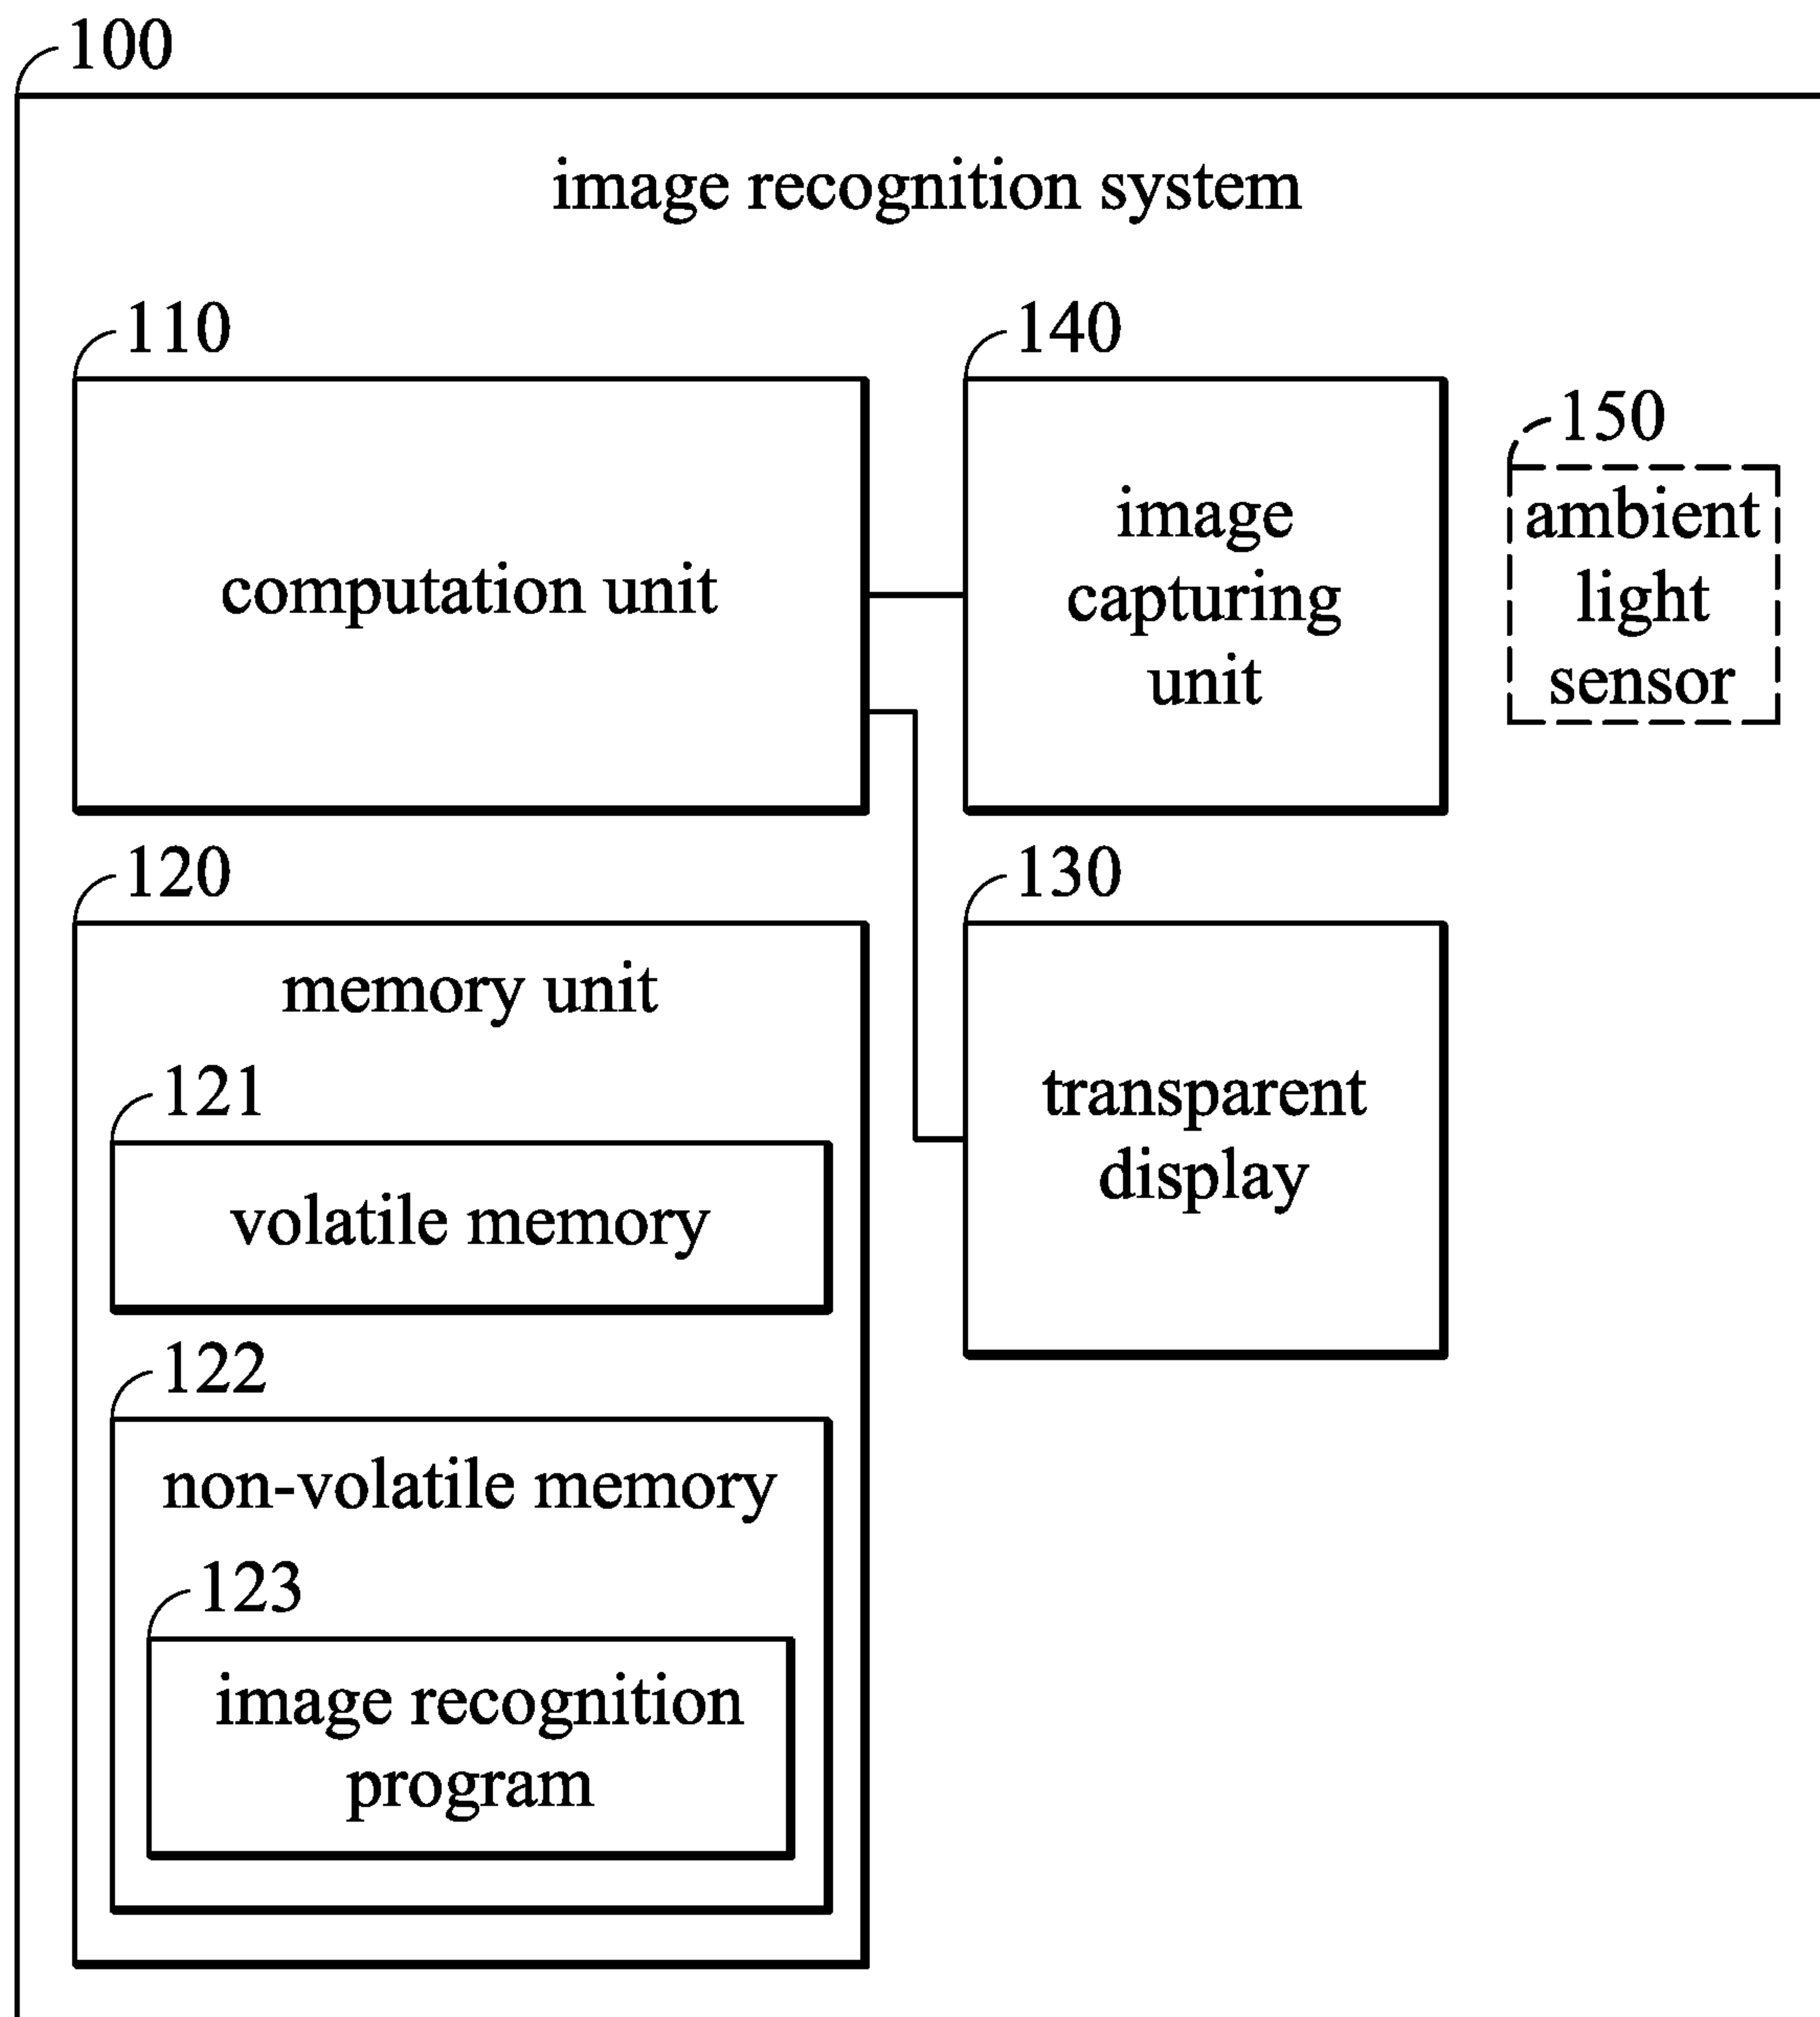 100
image recognition system
110
computation unit
140
image
capturing
unit
150
ambient
light
sensor
120
memory unit
121
volatile memory
122
non-volatile memory
123
image recognition
program
130
transparent
display